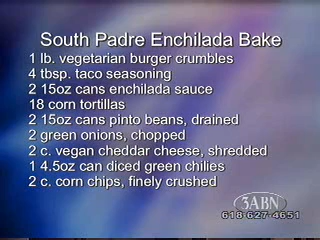 South Padre Enchilada Bake
1 lb. vegetarian burger crumbles
4 tbsp. taco seasoning
2 15oz cans enchilada sauce
18 corn tortillas
2 15oz cans pinto beans, drained
2 green onions, chopped
2 c. vegan cheddar cheese, shredded
1 4.5oz can diced green chilies
2 c. corn chips, finely crushed
3ABN
618-627-4651